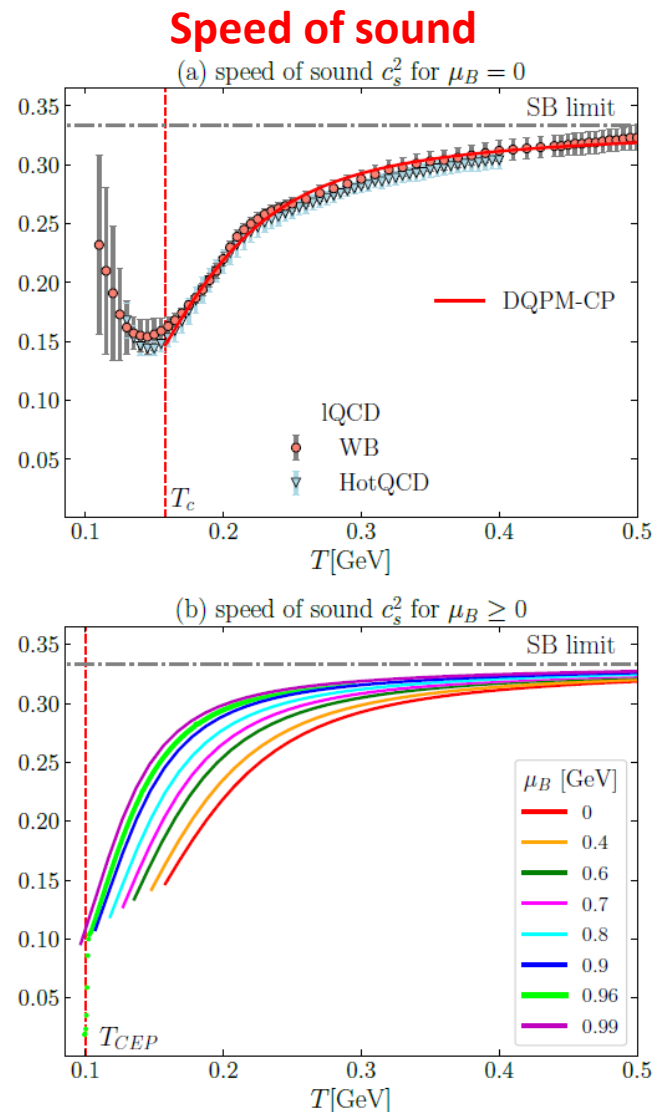 Speed of sound
(a) speed of sound c_s^2 for μ_B = 0
SB limit
0.35
0.30
0.25
0.20
0.15
0.10
0.05
DQPM-CP
lQCD
WB
HotQCD
T_c
0.1 0.2 0.3 0.4 0.5
T[GeV]
(b) speed of sound c_s^2 for μ_B ≥ 0
SB limit
0.35
0.30
0.25
0.20
0.15
0.10
0.05
μ_B [GeV]
0
0.4
0.6
0.7
0.8
0.9
0.96
0.99
T_CEP
0.1 0.2 0.3 0.4 0.5
T[GeV]